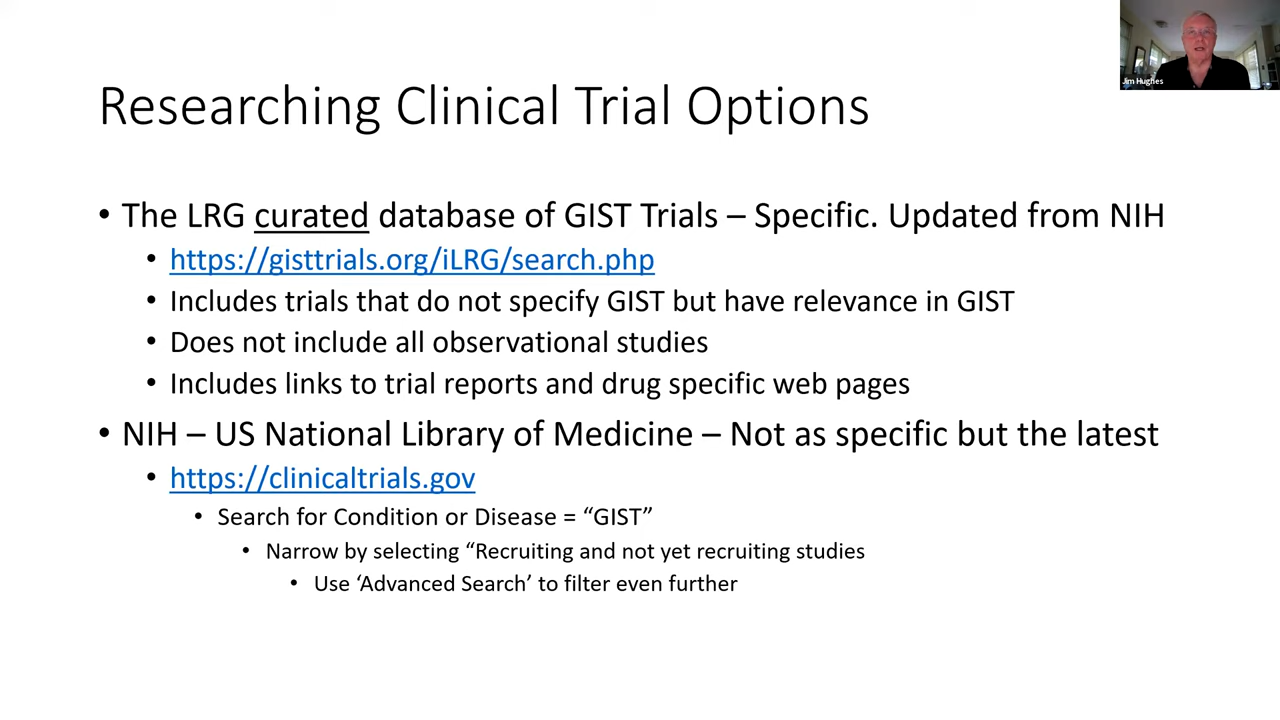 Jim Hughes
Researching Clinical Trial Options
• The LRG curated database of GIST Trials – Specific. Updated from NIH
• https://gisttrials.org/iLRG/search.php
• Includes trials that do not specify GIST but have relevance in GIST
• Does not include all observational studies
• Includes links to trial reports and drug specific web pages
• NIH – US National Library of Medicine – Not as specific but the latest
• https://clinicaltrials.gov
• Search for Condition or Disease = “GIST”
• Narrow by selecting “Recruiting and not yet recruiting studies
• Use ‘Advanced Search’ to filter even further